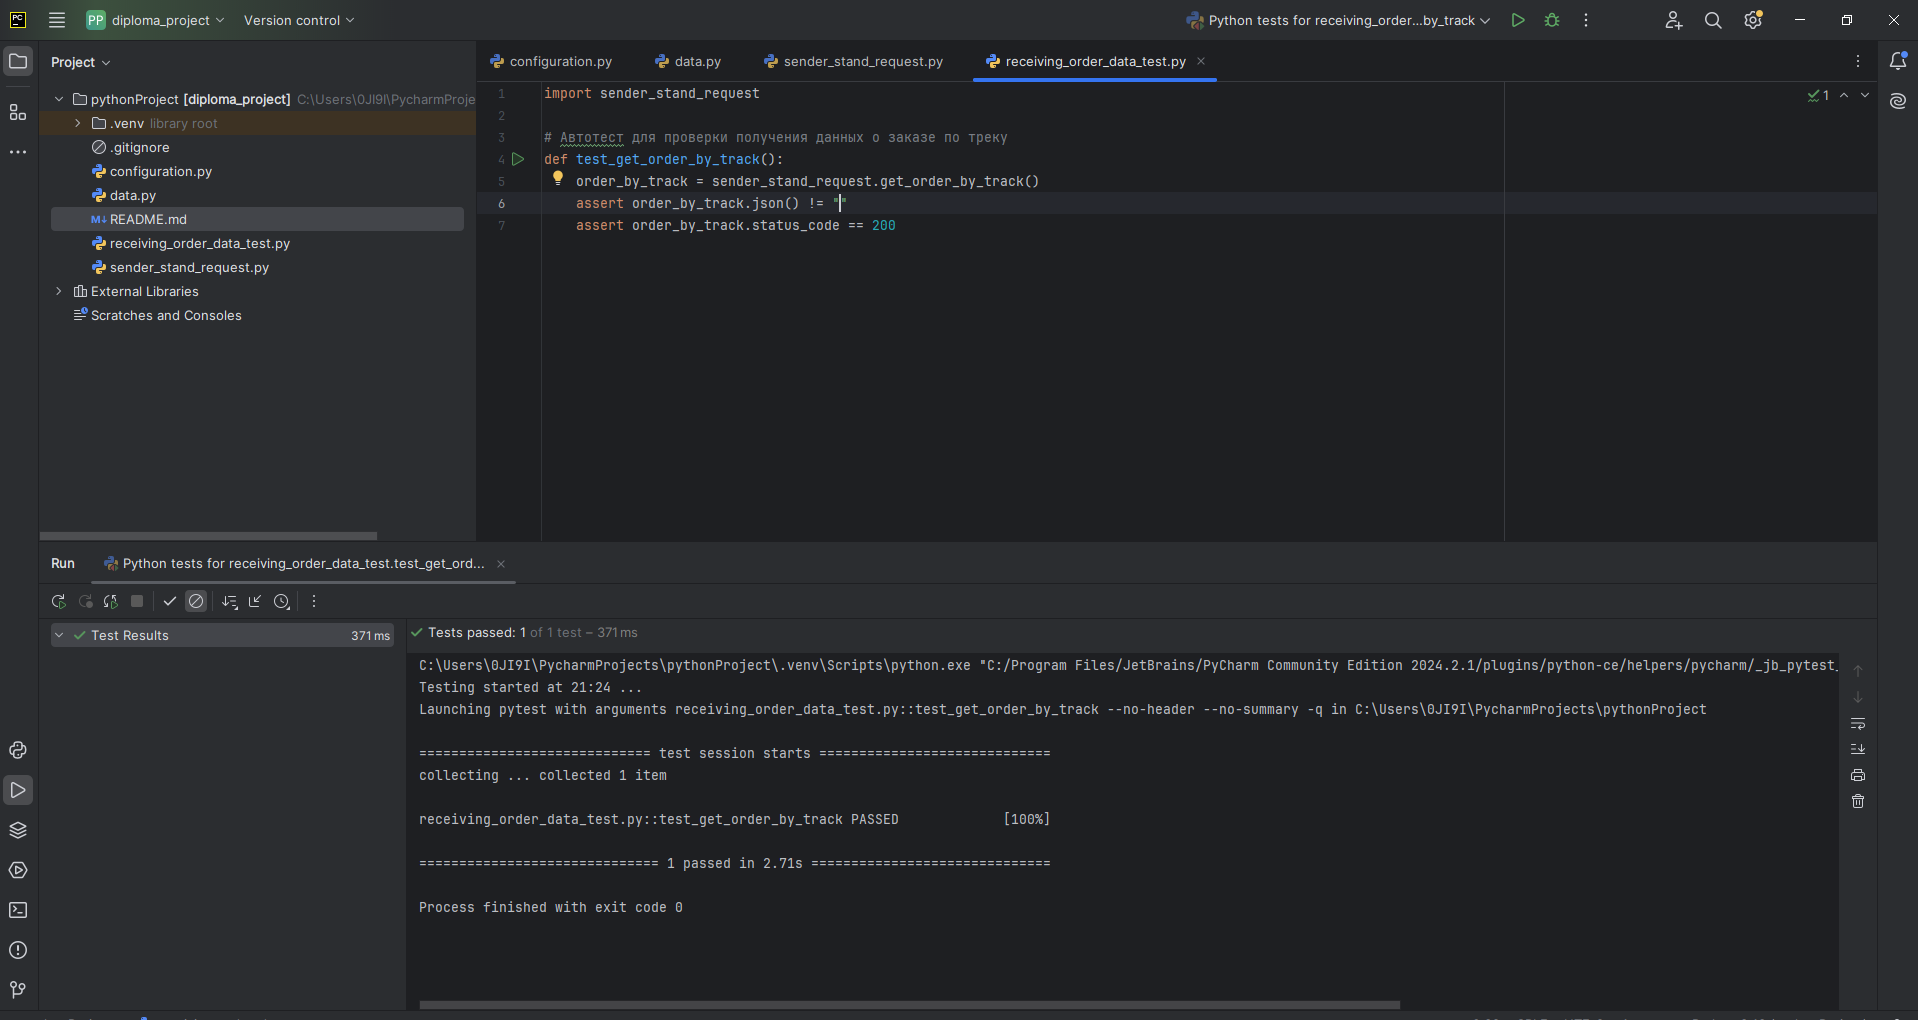 PC
PP diploma_project Version control Python tests for receiving_order...by_track
Project
configuration.py data.py sender_stand_request.py receiving_order_data_test.py
pythonProject [diploma_project] C:\Users\0JI9I\PycharmProje
.venv library root
.gitignore
configuration.py
data.py
M↓ README.md
receiving_order_data_test.py
sender_stand_request.py
External Libraries
Scratches and Consoles
1 import sender_stand_request
1
2
3 # Автотест для проверки получения данных о заказе по треку
4 def test_get_order_by_track():
5 order_by_track = sender_stand_request.get_order_by_track()
6 assert order_by_track.json() != ""
7 assert order_by_track.status_code == 200
Run Python tests for receiving_order_data_test.test_get_ord...
Test Results 371 ms
Tests passed: 1 of 1 test – 371 ms
C:\Users\0JI9I\PycharmProjects\pythonProject\.venv\Scripts\python.exe "C:/Program Files/JetBrains/PyCharm Community Edition 2024.2.1/plugins/python-ce/helpers/pycharm/_jb_pytest_
Testing started at 21:24 ...
Launching pytest with arguments receiving_order_data_test.py::test_get_order_by_track --no-header --no-summary -q in C:\Users\0JI9I\PycharmProjects\pythonProject
============================= test session starts =============================
collecting ... collected 1 item
receiving_order_data_test.py::test_get_order_by_track PASSED [100%]
============================== 1 passed in 2.71s ==============================
Process finished with exit code 0